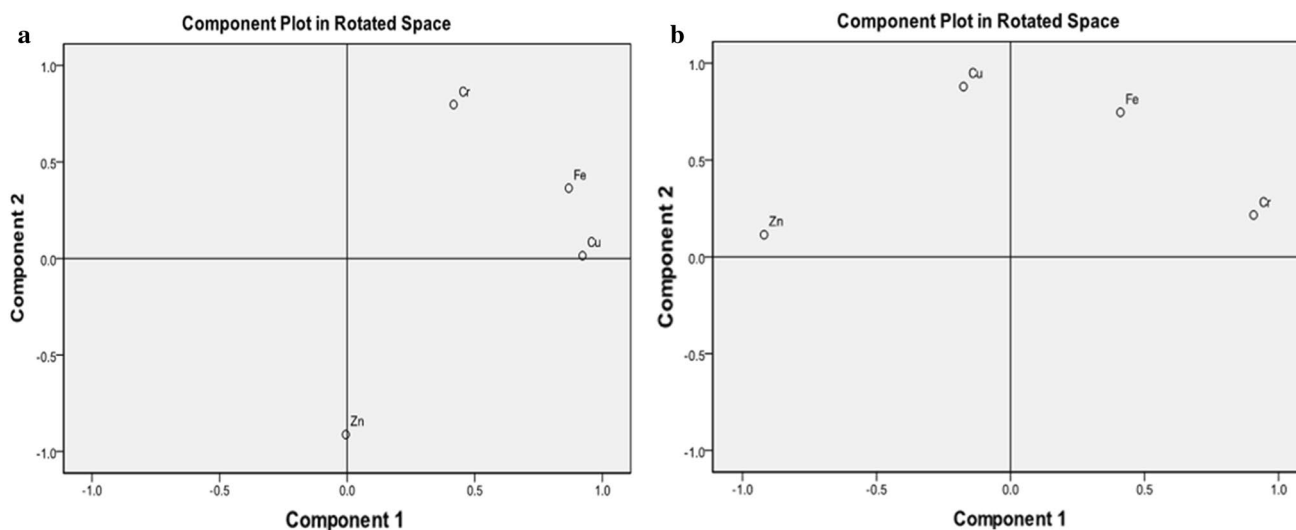 a
Component Plot in Rotated Space
Component 2
1.0
0.5
0.0
-0.5
-1.0
Cr
Fe
Cu
Zn
-1.0 -0.5 0.0 0.5 1.0
Component 1
b
Component Plot in Rotated Space
Component 2
1.0
0.5
0.0
-0.5
-1.0
Cu
Fe
Cr
Zn
-1.0 -0.5 0.0 0.5 1.0
Component 1